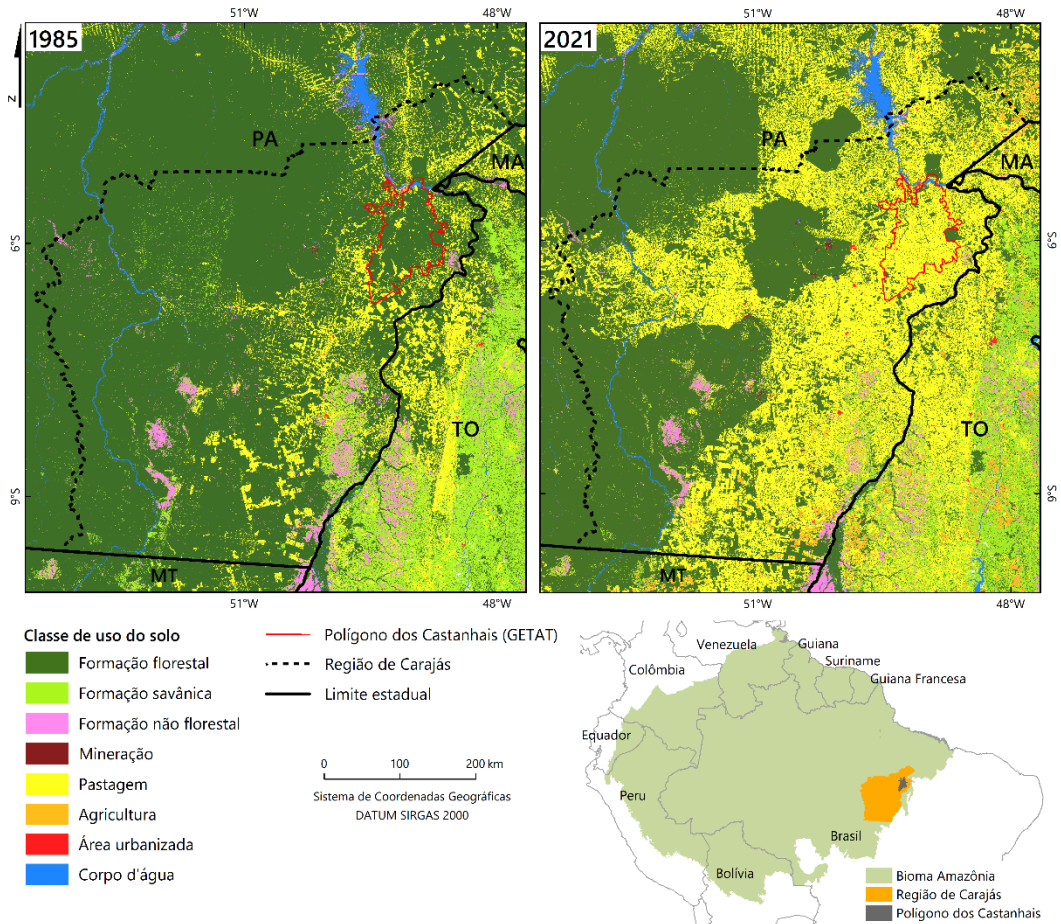 51°W
48°W
51°W
48°W
1985
2021
N
PA
MA
TO
MT
PA
MA
TO
MT
6°S
9°S
6°S
9°S
51°W
48°W
51°W
48°W
Classe de uso do solo
Formação florestal
Formação savânica
Formação não florestal
Mineração
Pastagem
Agricultura
Área urbanizada
Corpo d'água
Polígono dos Castanhais (GETAT)
Região de Carajás
Limite estadual
0 100 200 km
Sistema de Coordenadas Geográficas
DATUM SIRGAS 2000
Venezuela
Guiana
Suriname
Guiana Francesa
Colômbia
Equador
Peru
Brasil
Bolívia
Bioma Amazônia
Região de Carajás
Polígono dos Castanhais